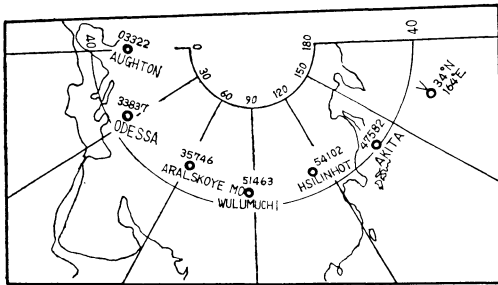 40
03322
AUGHTON
0
180
40
30
150
60
90
34°N
164°E
V
33837
ODESSA
47582
AKITA
35746
ARALSKOYE MO
51463
WULUMUCHI
54102
HSILINHOT